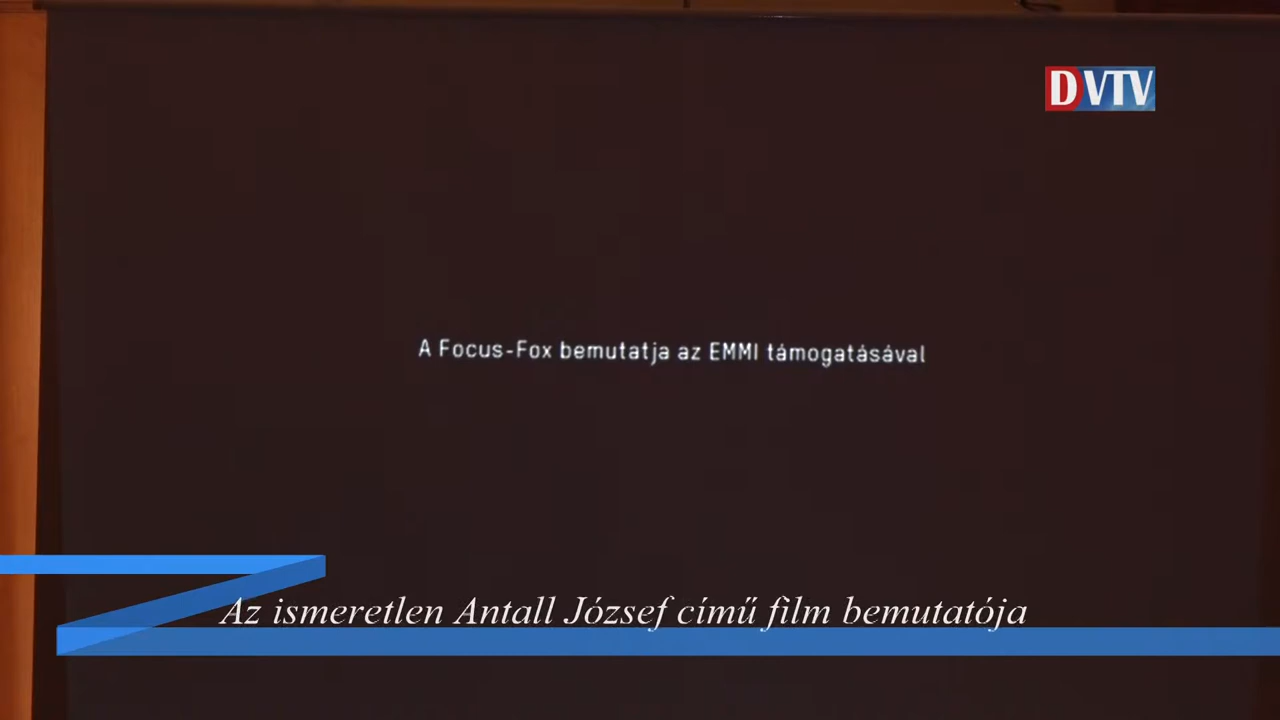 DVTV
A Focus-Fox bemutatja az EMMI támogatásával
Az ismeretlen Antall József című film bemutatója